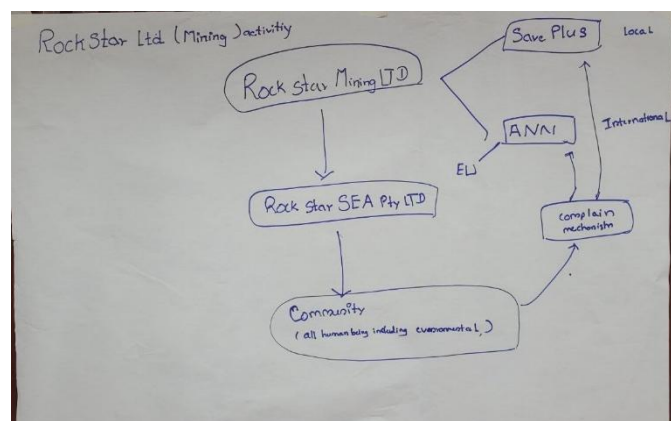 Rock Star Ltd (Mining) activitiy
Save Plus
Local
Rock Star Mining LTD
International
ANNI
EU
Rock Star SEA Pty LTD
complain
mechanism
Community
(all human being including evironmental)